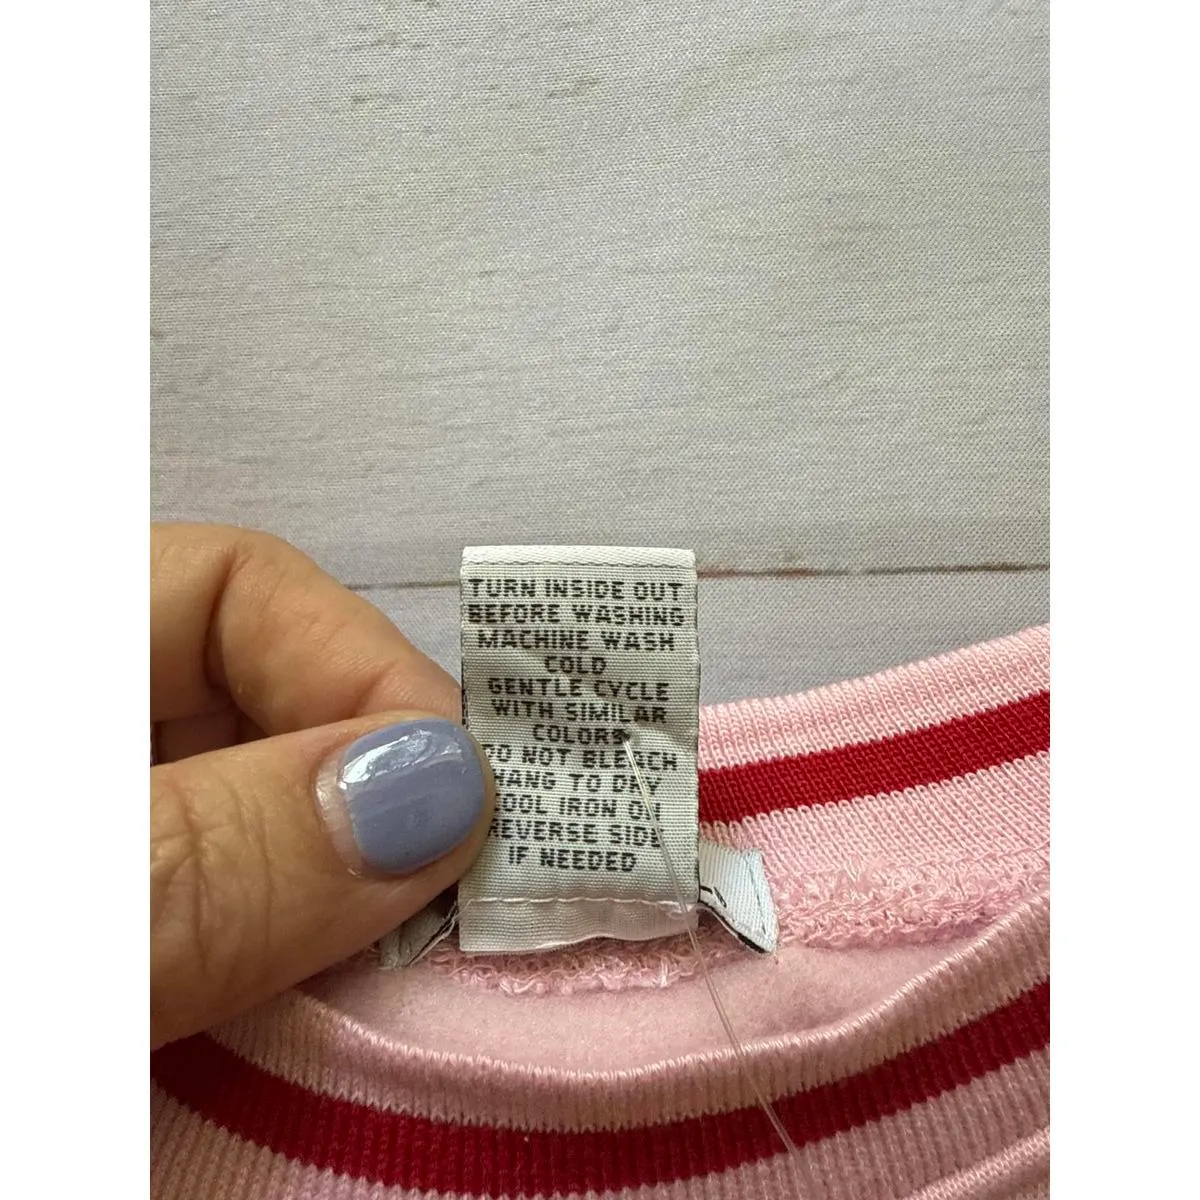 TURN INSIDE OUT
BEFORE WASHING
MACHINE WASH
COLD
GENTLE CYCLE
WITH SIMILAR
COLORS
DO NOT BLEACH
HANG TO DRY
COOL IRON ON
REVERSE SIDE
IF NEEDED